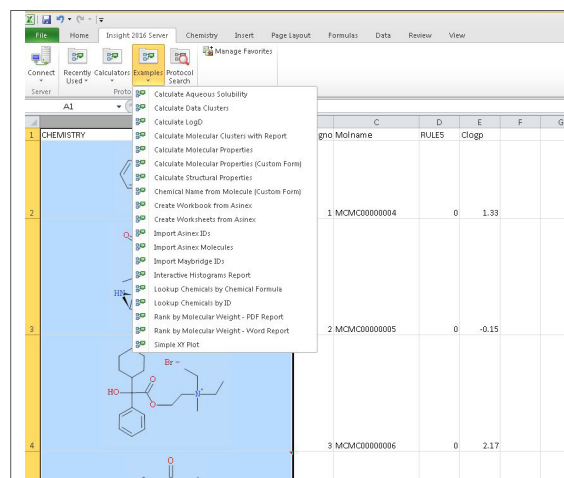 File Home Insight 2016 Server Chemistry Insert Page Layout Formulas Data Review View
Connect Recently Used Calculators Examples Protocol Search Manage Favorites
Server Proto
A1
C D E F G
1 CHEMISTRY gno Molname RULE5 Clogp
Calculate Aqueous Solubility
Calculate Data Clusters
Calculate LogD
Calculate Molecular Clusters with Report
Calculate Molecular Properties
Calculate Molecular Properties (Custom Form)
Calculate Structural Properties
Chemical Name from Molecule (Custom Form)
Create Workbook from Asinex
Create Worksheets from Asinex
Import Asinex IDs
Import Asinex Molecules
Import Maybridge IDs
Interactive Histograms Report
Lookup Chemicals by Chemical Formula
Lookup Chemicals by ID
Rank by Molecular Weight - PDF Report
Rank by Molecular Weight - Word Report
Simple XY Plot
2 1 MCMC00000004 0 1.33
O
HN
3 2 MCMC00000005 0 -0.15
Br -
O
HO
O
N+
4 3 MCMC00000006 0 2.17
O